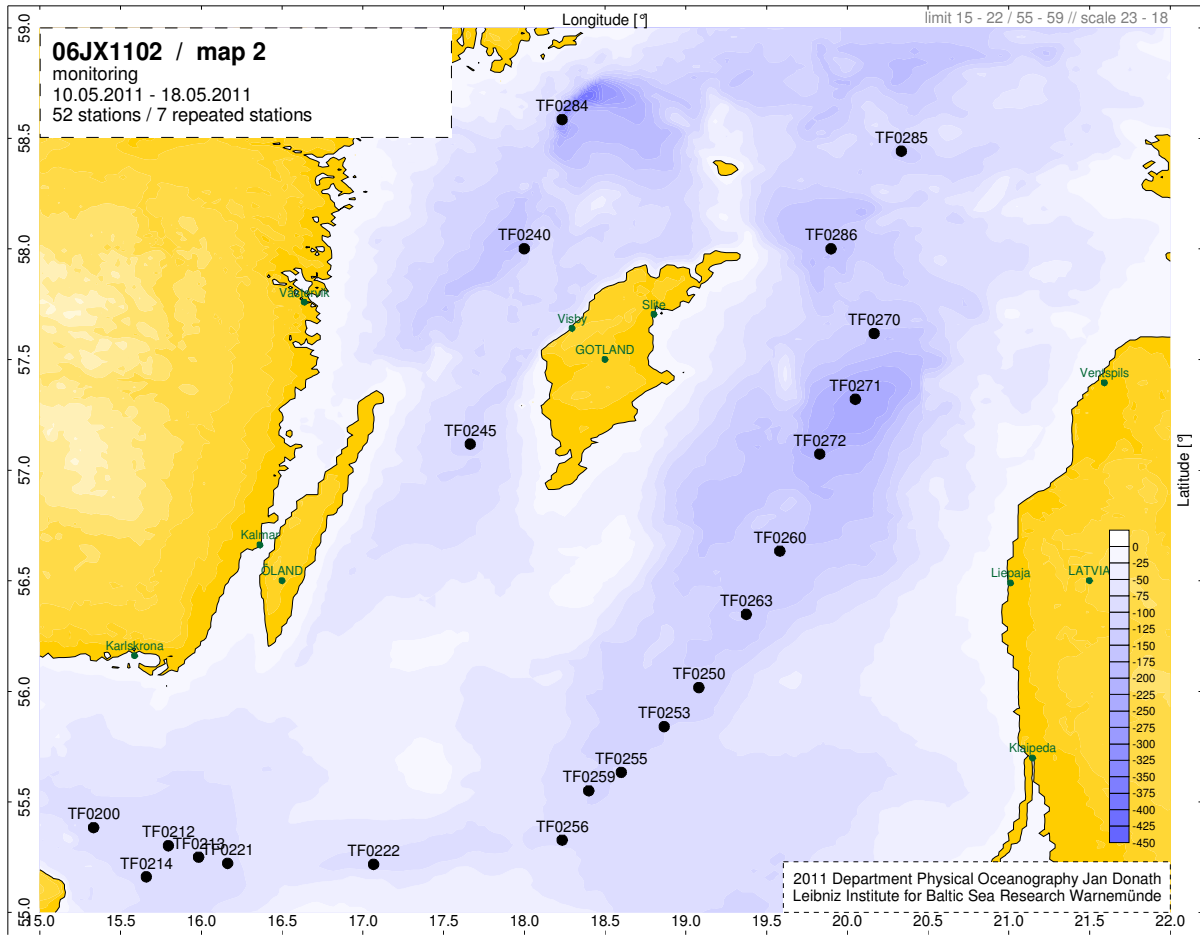 Longitude [°]
limit 15 - 22 / 55 - 59 // scale 23 - 18
59.0
06JX1102 / map 2
monitoring
10.05.2011 - 18.05.2011
52 stations / 7 repeated stations
TF0284
58.5
TF0285
TF0240
TF0286
58.0
Västervik
Slite
Visby
TF0270
GOTLAND
57.5
Ventspils
TF0271
TF0245
TF0272
57.0
Latitude [°]
Kalmar
TF0260
0
-25
-50
-75
-100
-125
-150
-175
-200
-225
-250
-275
-300
-325
-350
-375
-400
-425
-450
ÖLAND
56.5
Liepaja
LATVIA
TF0263
Karlskrona
TF0250
56.0
TF0253
Klaipeda
TF0255
TF0259
55.5
TF0200
TF0212
TF0213
TF0221
TF0214
TF0222
TF0256
2011 Department Physical Oceanography Jan Donath
Leibniz Institute for Baltic Sea Research Warnemünde
55.0
15.0 15.5 16.0 16.5 17.0 17.5 18.0 18.5 19.0 19.5 20.0 20.5 21.0 21.5 22.0